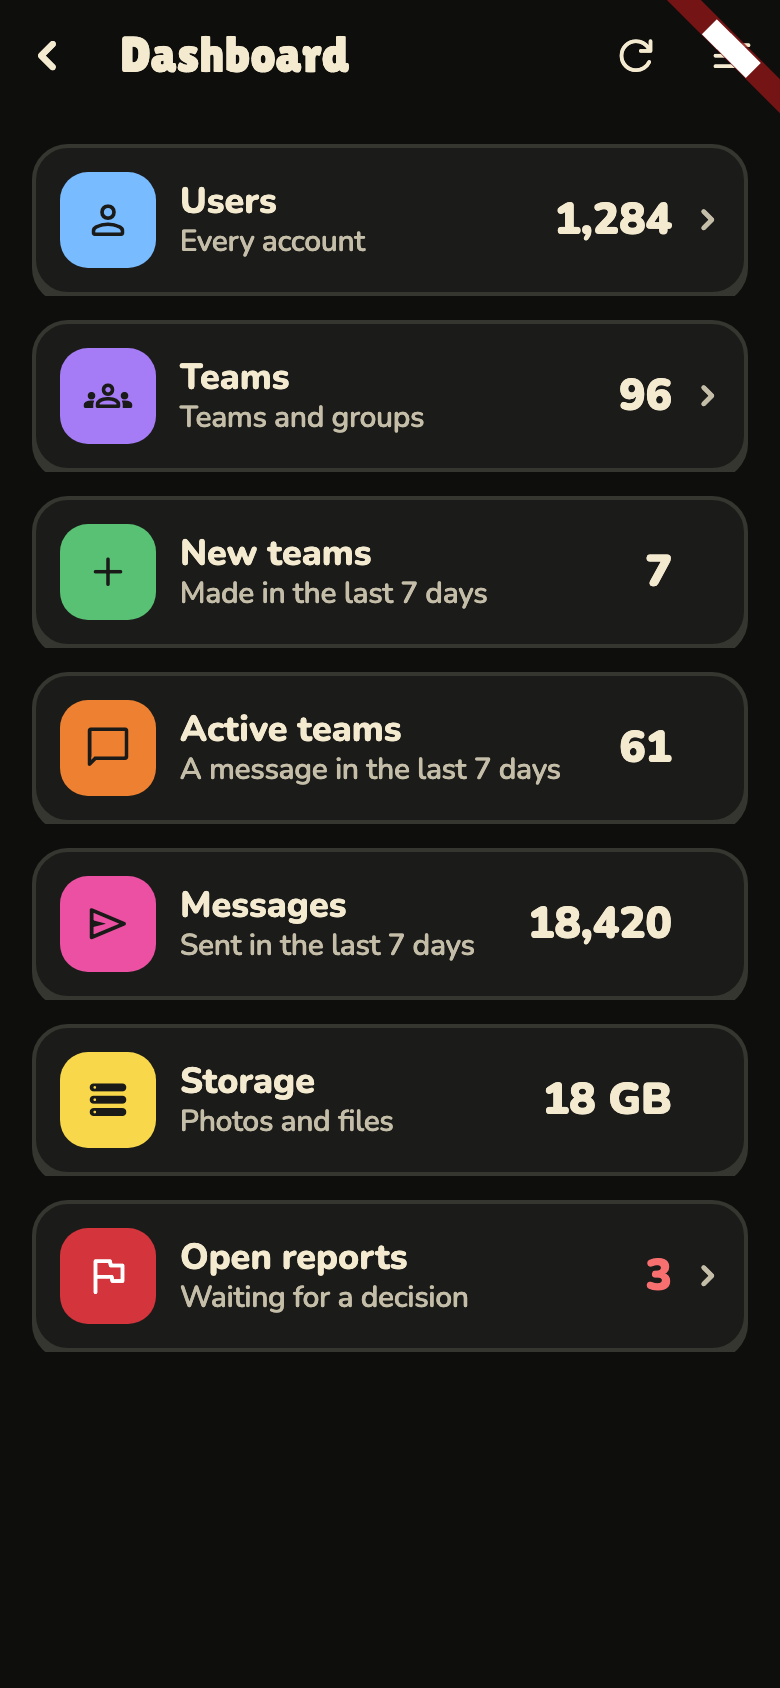 Dashboard
Users
Every account
1,284
Teams
Teams and groups
96
New teams
Made in the last 7 days
7
Active teams
A message in the last 7 days
61
Messages
Sent in the last 7 days
18,420
Storage
Photos and files
18 GB
Open reports
Waiting for a decision
3